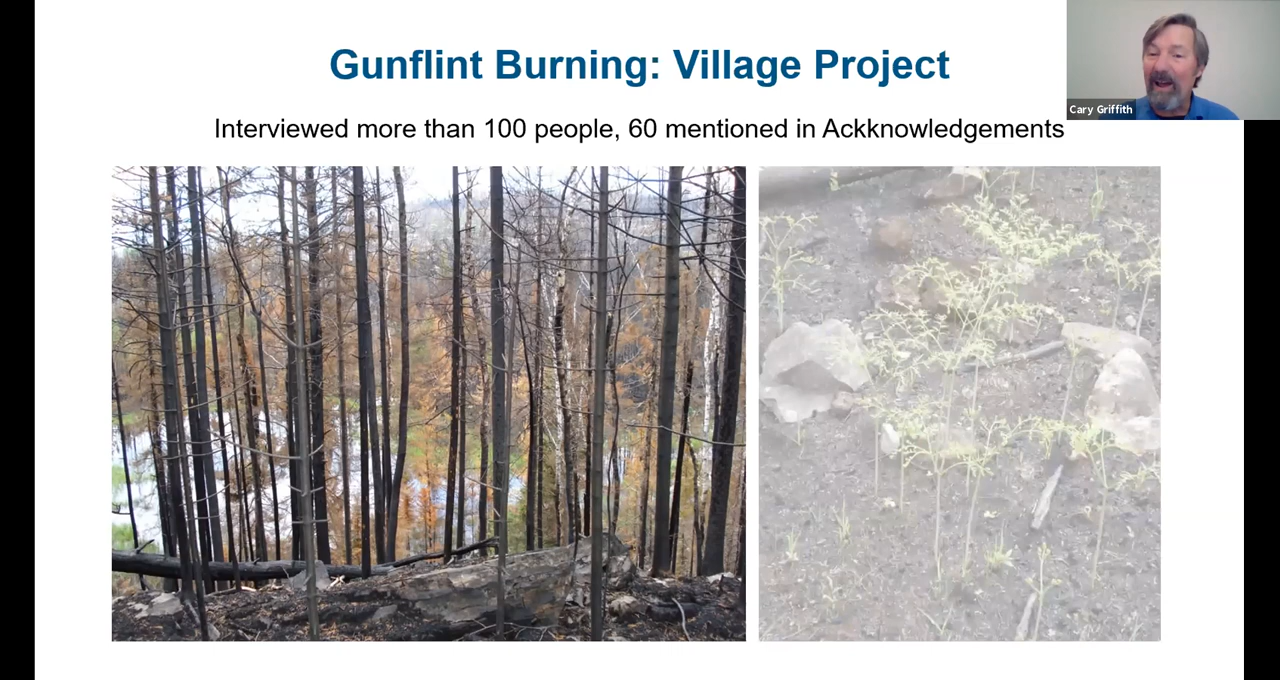 Gunflint Burning: Village Project
Cary Griffith
Interviewed more than 100 people, 60 mentioned in Ackknowledgements